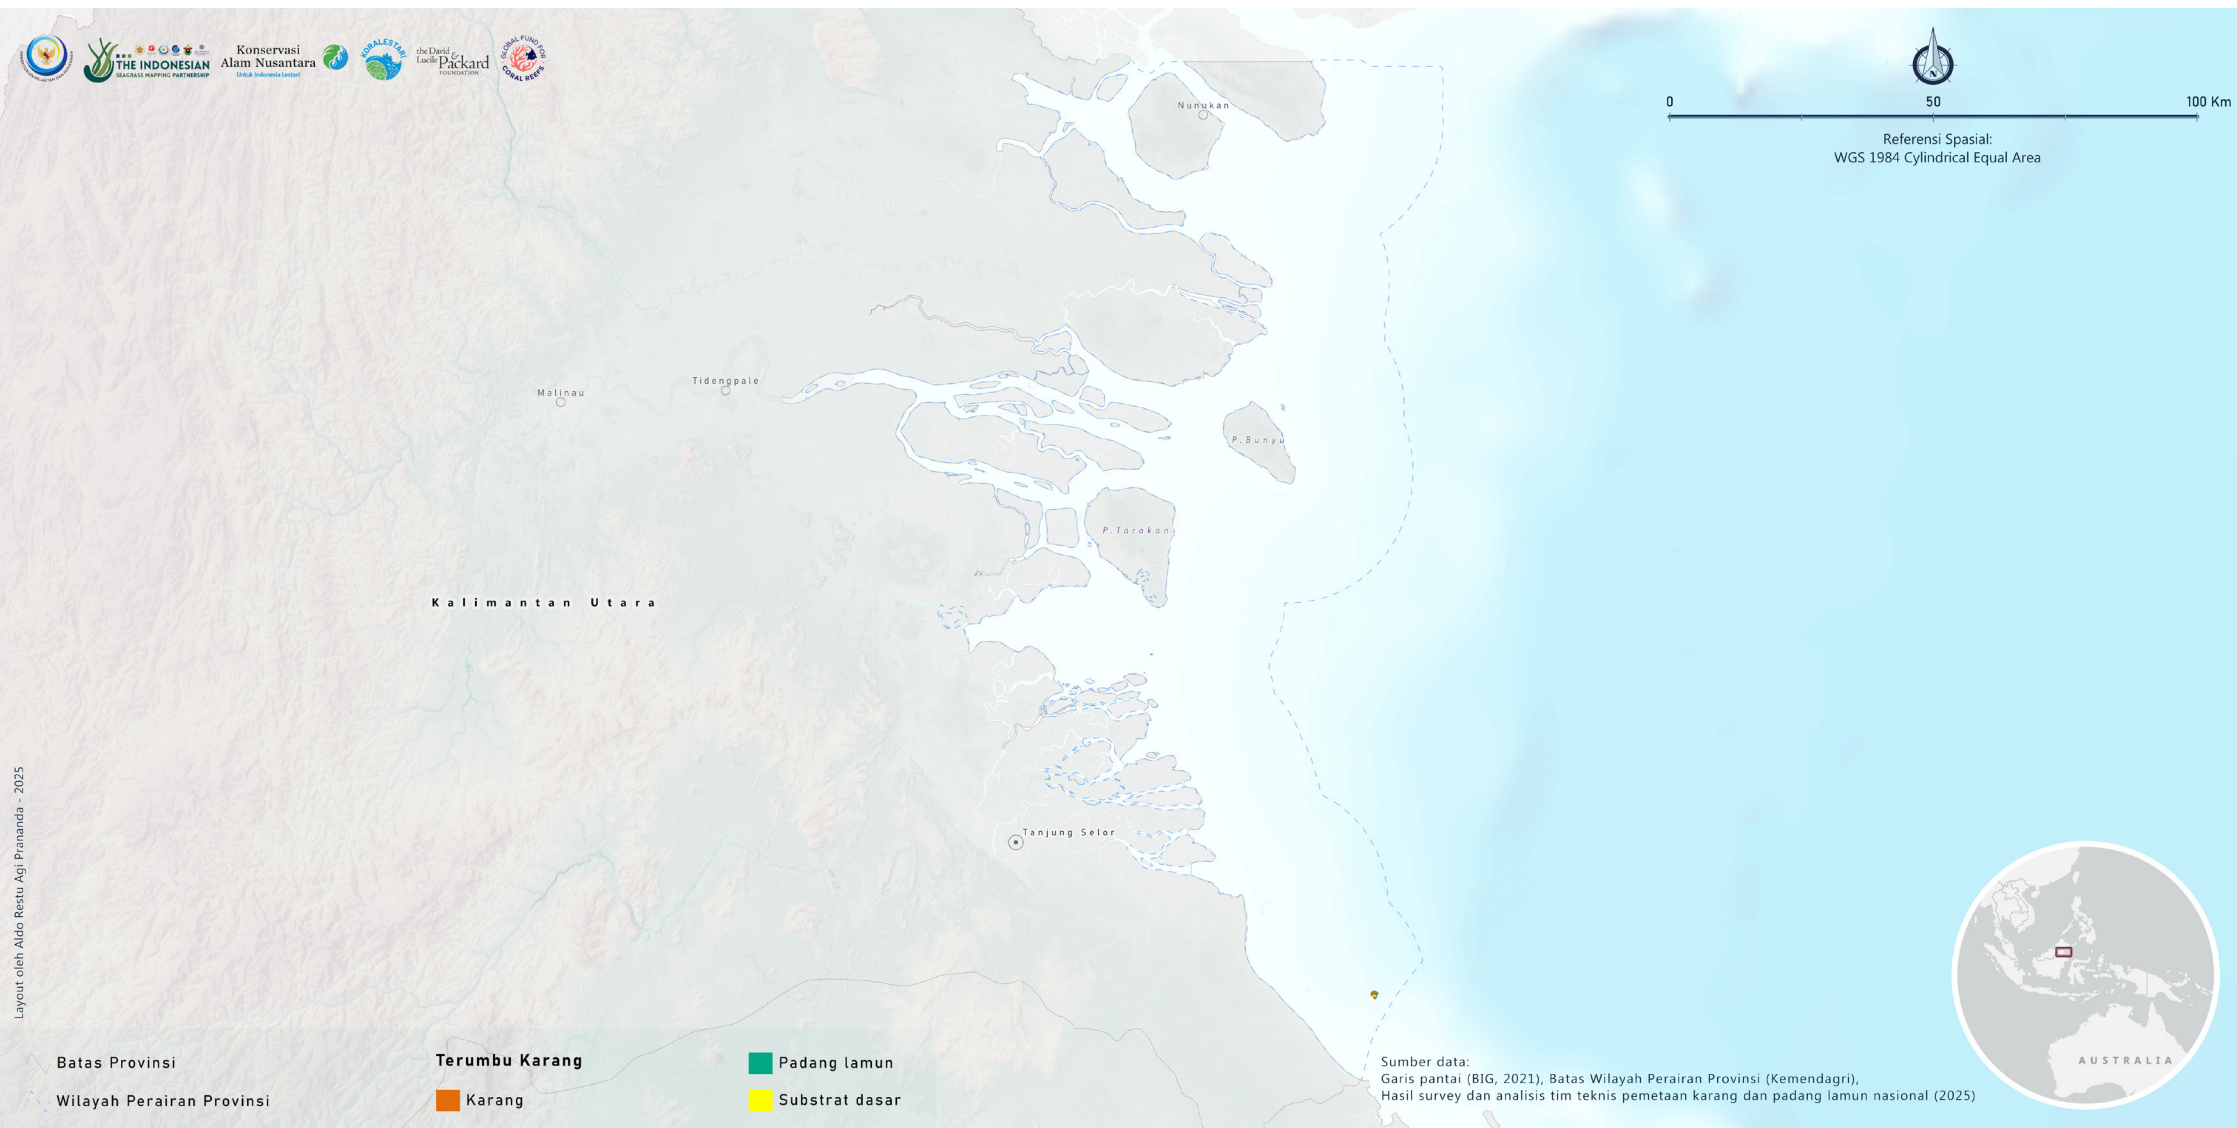 THE INDONESIAN
SEAGRASS MAPPING PARTNERSHIP
Konservasi
Alam Nusantara
Untuk Indonesia Lestari
KORALESTARI
the David &
Lucile Packard
FOUNDATION
GLOBAL FUND FOR
CORAL REEFS
N
0 50 100 Km
Referensi Spasial:
WGS 1984 Cylindrical Equal Area
Nunukan
Malinau
Tidengpale
P.Bunyu
P.Tarakan
Kalimantan Utara
Tanjung Selor
Layout oleh Aldo Restu Agi Prananda - 2025
Batas Provinsi
Wilayah Perairan Provinsi
Terumbu Karang
Karang
Padang lamun
Substrat dasar
Sumber data:
Garis pantai (BIG, 2021), Batas Wilayah Perairan Provinsi (Kemendagri),
Hasil survey dan analisis tim teknis pemetaan karang dan padang lamun nasional (2025)
AUSTRALIA